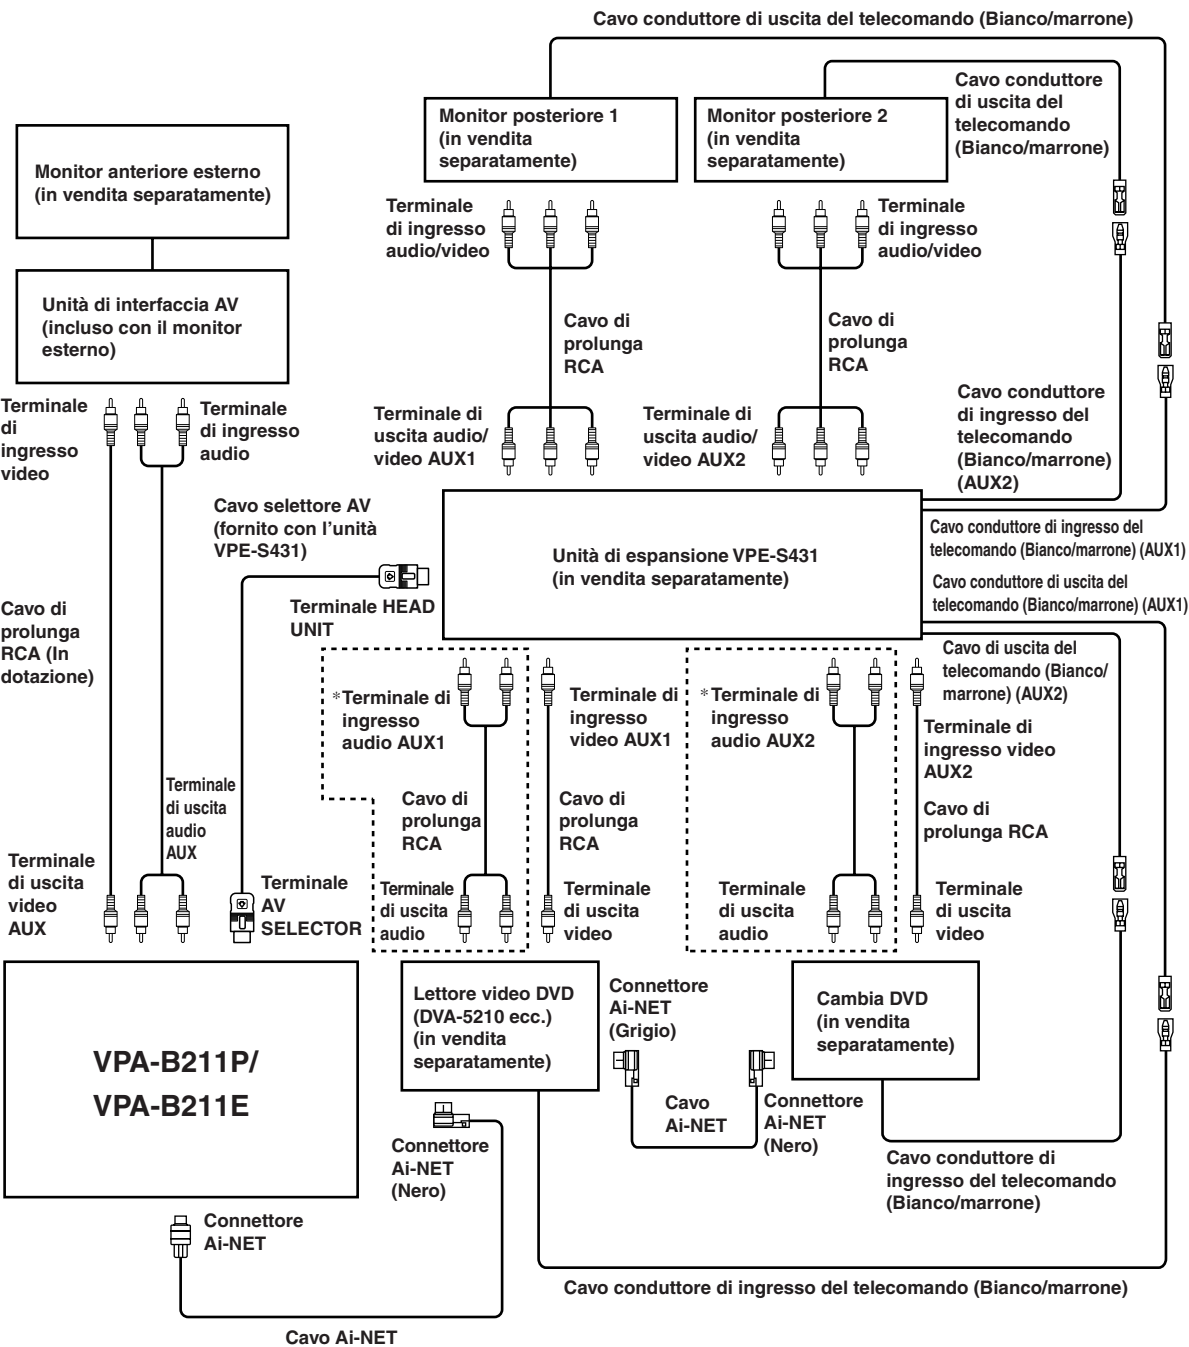 Cavo conduttore di uscita del telecomando (Bianco/marrone)
Cavo conduttore
di uscita del
telecomando
(Bianco/marrone)
Monitor posteriore 1
(in vendita
separatamente)
Monitor posteriore 2
(in vendita
separatamente)
Monitor anteriore esterno
(in vendita separatamente)
Terminale
di ingresso
audio/video
Terminale
di ingresso
audio/video
Unità di interfaccia AV
(incluso con il monitor
esterno)
Cavo di
prolunga
RCA
Cavo di
prolunga
RCA
Terminale
di
ingresso
video
Terminale
di ingresso
audio
Terminale di
uscita audio/
video AUX1
Terminale di
uscita audio/
video AUX2
Cavo conduttore
di ingresso del
telecomando
(Bianco/marrone)
(AUX2)
Cavo selettore AV
(fornito con l'unità
VPE-S431)
Unità di espansione VPE-S431
(in vendita separatamente)
Cavo conduttore di ingresso del
telecomando (Bianco/marrone) (AUX1)
Cavo conduttore di uscita del
telecomando (Bianco/marrone) (AUX1)
Terminale HEAD
UNIT
Cavo di
prolunga
RCA (In
dotazione)
Cavo di uscita del
telecomando (Bianco/
marrone) (AUX2)
*Terminale di
ingresso
audio AUX1
Terminale di
ingresso
video AUX1
*Terminale di
ingresso
audio AUX2
Terminale di
ingresso video
AUX2
Terminale
di uscita
audio
AUX
Cavo di
prolunga
RCA
Cavo di
prolunga
RCA
Cavo di
prolunga RCA
Terminale
di uscita
video
AUX
Terminale
AV
SELECTOR
Terminale
di uscita
audio
Terminale
di uscita
video
Terminale
di uscita
audio
Terminale
di uscita
video
VPA-B211P/
VPA-B211E
Lettore video DVD
(DVA-5210 ecc.)
(in vendita
separatamente)
Connettore
Ai-NET
(Grigio)
Cambia DVD
(in vendita
separatamente)
Cavo
Ai-NET
Connettore
Ai-NET
(Nero)
Connettore
Ai-NET
(Nero)
Cavo conduttore di
ingresso del telecomando
(Bianco/marrone)
Connettore
Ai-NET
Cavo conduttore di ingresso del telecomando (Bianco/marrone)
Cavo Ai-NET